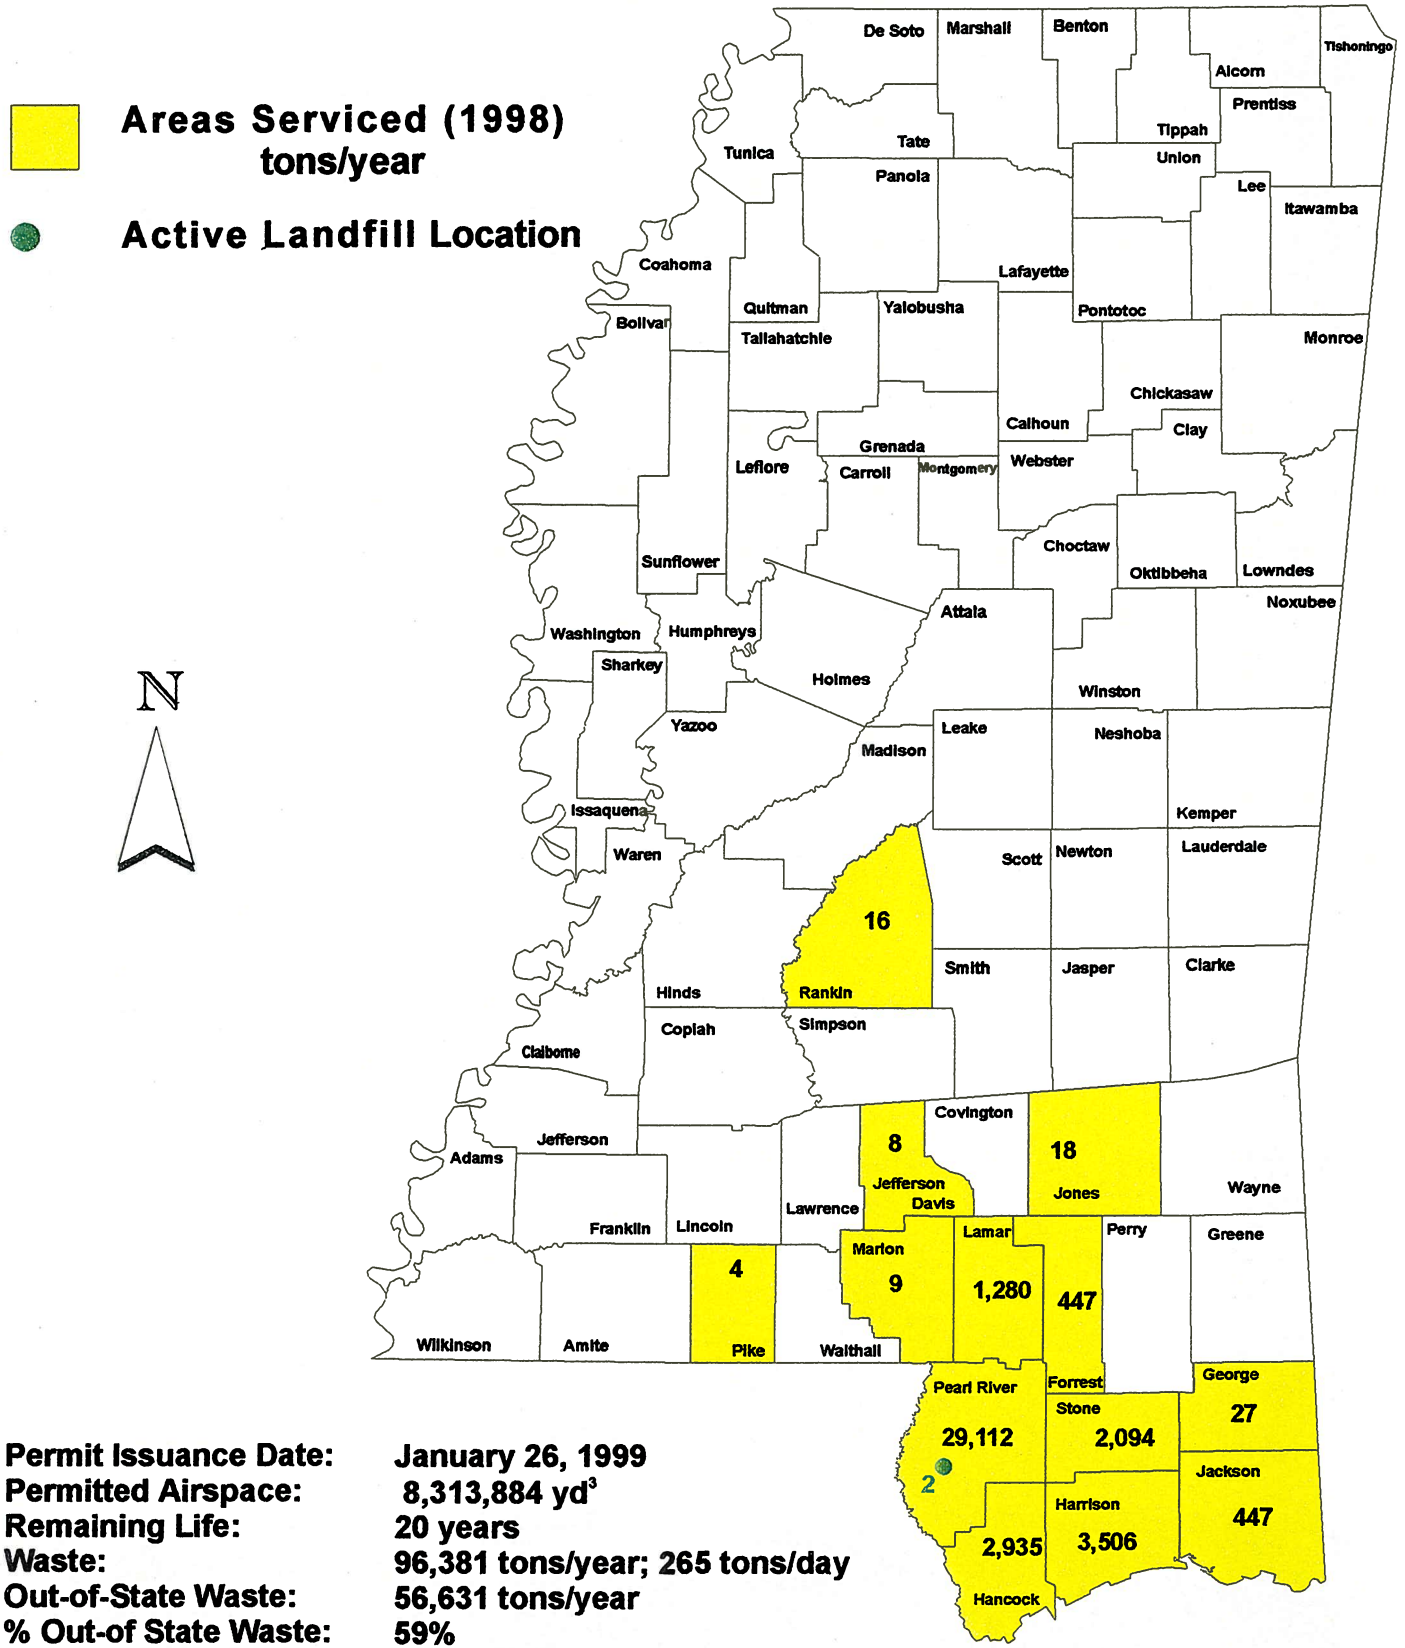 De Soto
Marshall
Benton
Tishoningo
Alcorn
Prentiss
Tippah
Areas Serviced (1998)
tons/year
Tunica
Tate
Union
Panola
Lee
Itawamba
Active Landfill Location
Coahoma
Lafayette
Quitman
Yalobusha
Pontotoc
Bolivar
Tallahatchie
Monroe
Chickasaw
Calhoun
Clay
Grenada
Leflore
Carroll
Montgomery
Webster
Sunflower
Choctaw
Oktibbeha
Lowndes
Attala
Noxubee
Washington
Humphreys
Sharkey
Holmes
Winston
N
Yazoo
Madison
Leake
Neshoba
Issaquena
Kemper
Waren
Scott
Newton
Lauderdale
16
Rankin
Hinds
Smith
Jasper
Clarke
Copiah
Simpson
Claiborne
Covington
Jefferson
8
18
Adams
Jefferson
Davis
Jones
Wayne
Lawrence
Franklin
Lincoln
Lamar
Perry
Greene
Marion
4
9
1,280
447
Wilkinson
Amite
Pike
Walthall
Pearl River
Forrest
George
Stone
27
29,112
2,094
2
Jackson
Harrison
447
2,935
3,506
Hancock
Permit Issuance Date: January 26, 1999
Permitted Airspace: 8,313,884 yd³
Remaining Life: 20 years
Waste: 96,381 tons/year; 265 tons/day
Out-of-State Waste: 56,631 tons/year
% Out-of State Waste: 59%